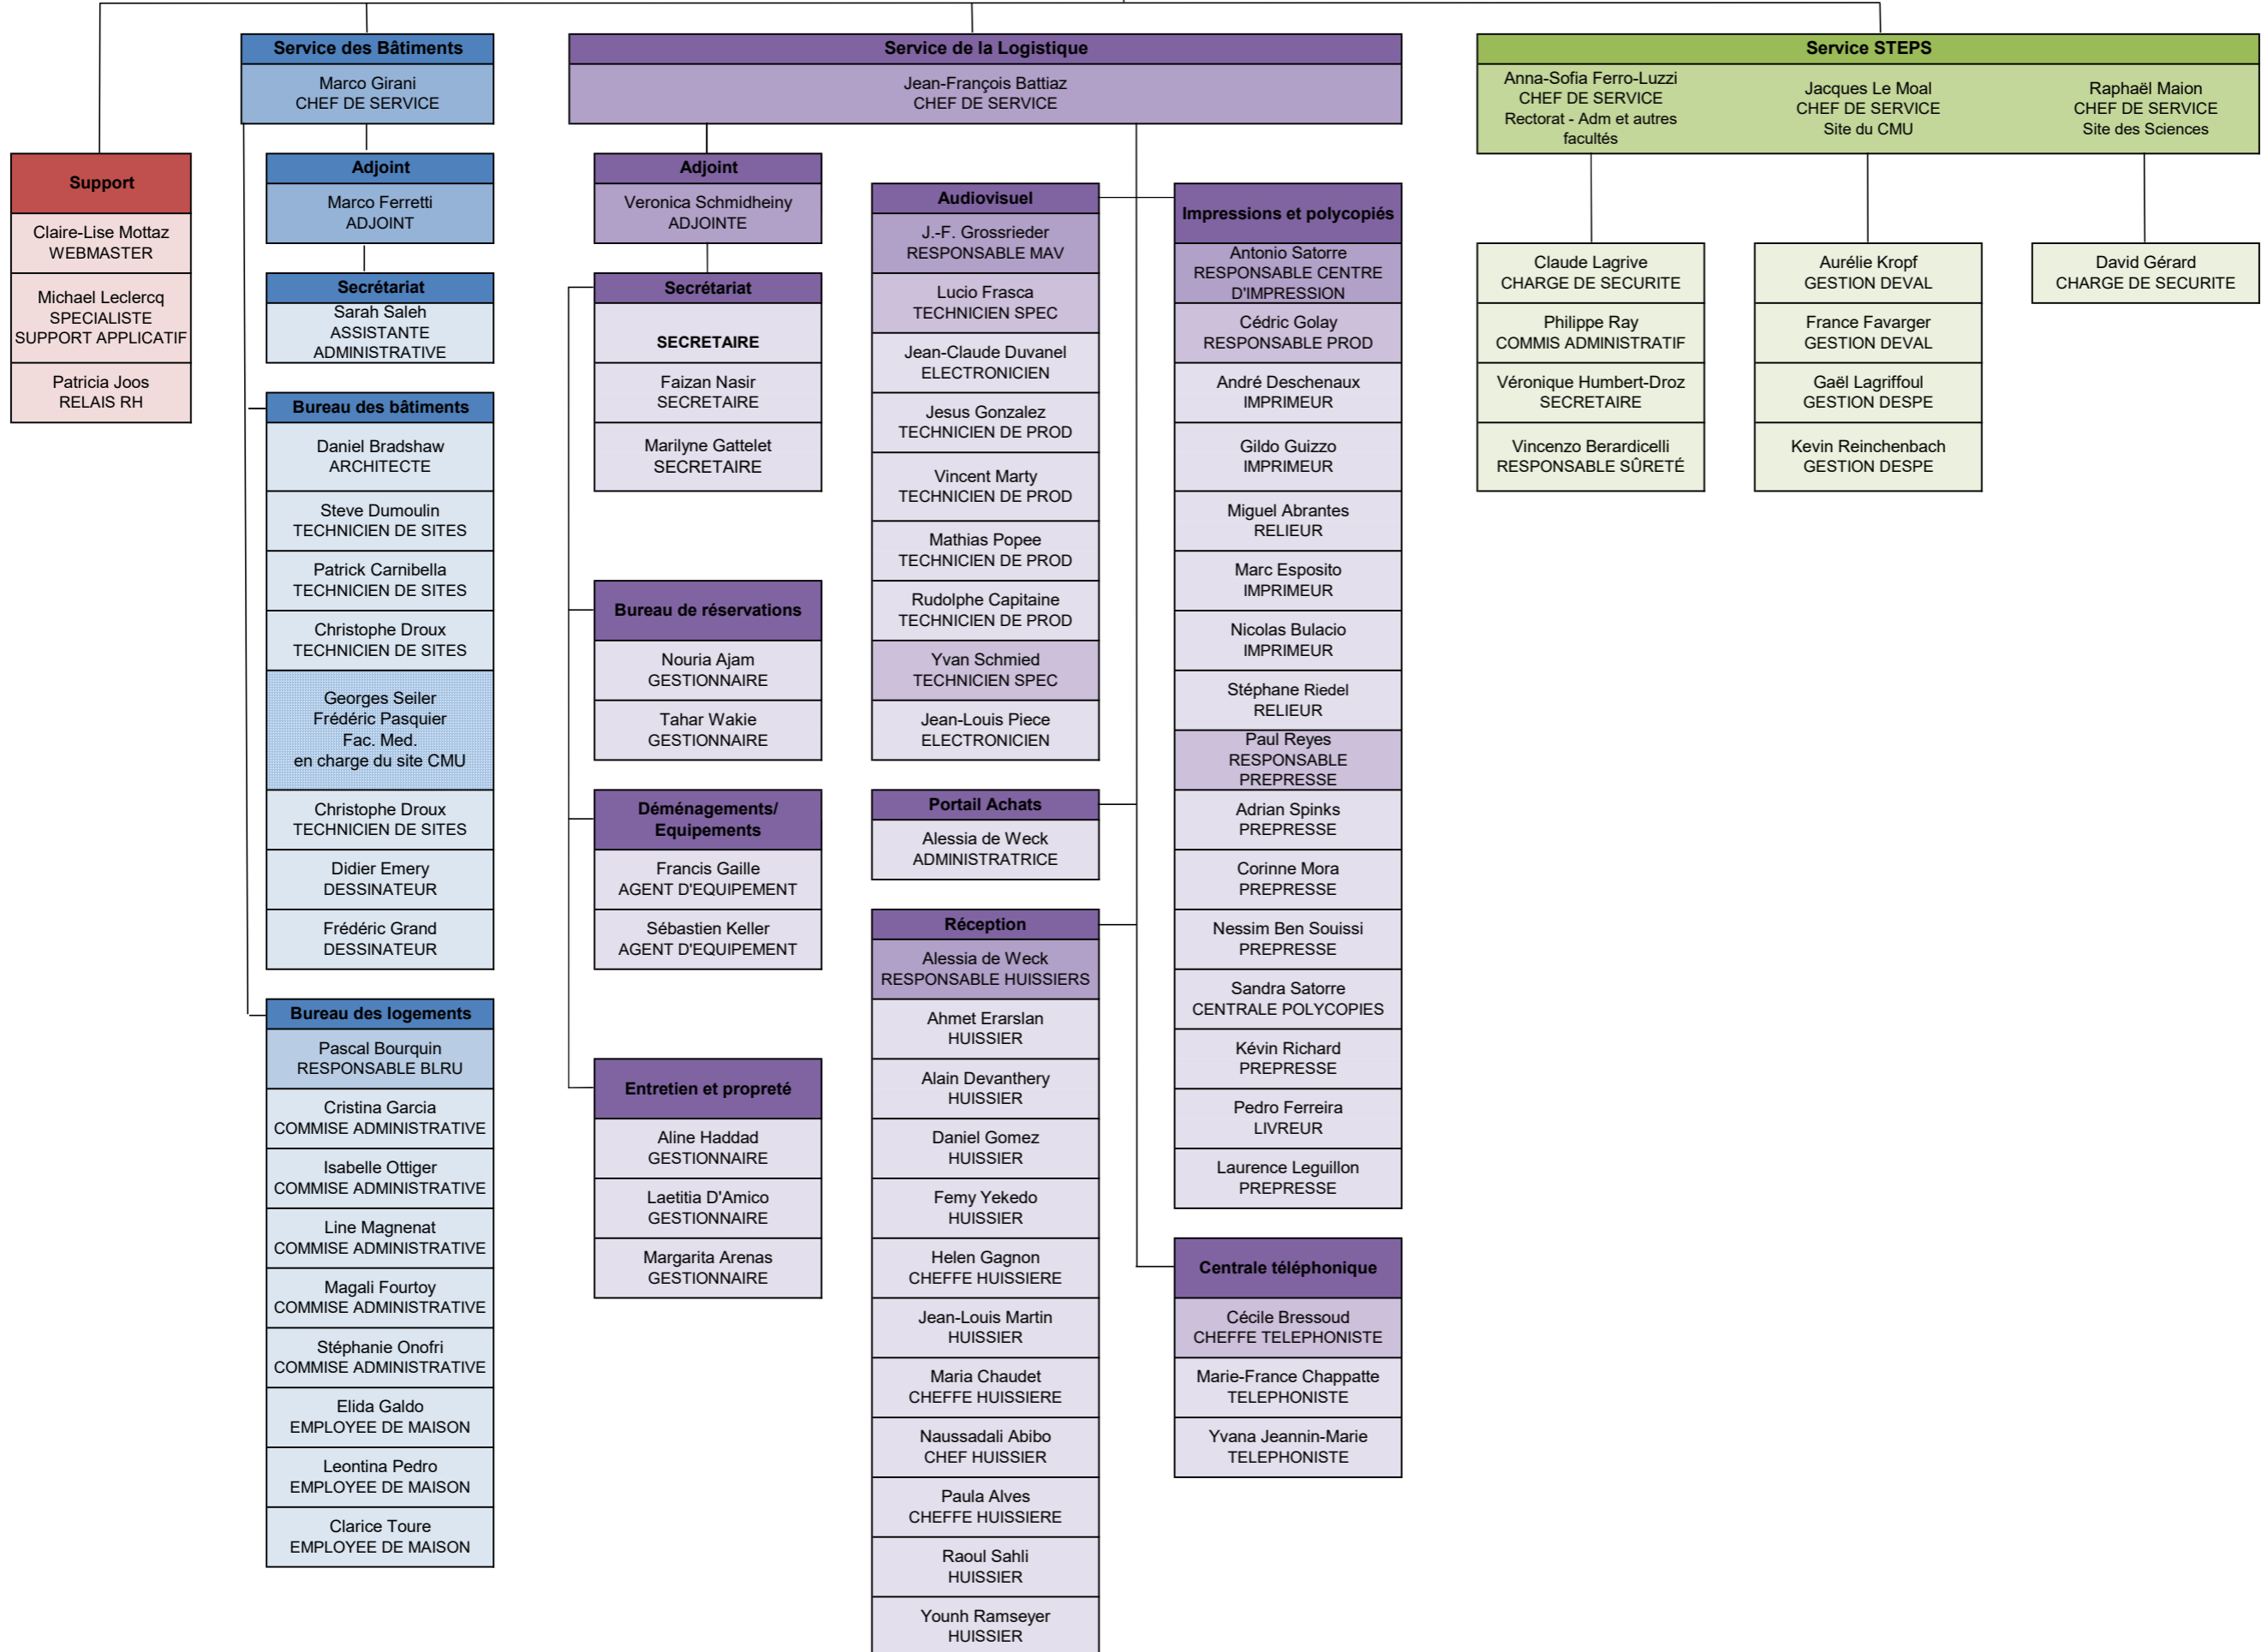 Service des Bâtiments
Marco Girani
CHEF DE SERVICE
Service de la Logistique
Jean-François Battiaz
CHEF DE SERVICE
Service STEPS
Anna-Sofia Ferro-Luzzi
CHEF DE SERVICE
Rectorat - Adm et autres
facultés
Jacques Le Moal
CHEF DE SERVICE
Site du CMU
Raphaël Maion
CHEF DE SERVICE
Site des Sciences
Support
Claire-Lise Mottaz
WEBMASTER
Michael Leclercq
SPECIALISTE
SUPPORT APPLICATIF
Patricia Joos
RELAIS RH
Adjoint
Marco Ferretti
ADJOINT
Secrétariat
Sarah Saleh
ASSISTANTE
ADMINISTRATIVE
Bureau des bâtiments
Daniel Bradshaw
ARCHITECTE
Steve Dumoulin
TECHNICIEN DE SITES
Patrick Carnibella
TECHNICIEN DE SITES
Christophe Droux
TECHNICIEN DE SITES
Georges Seiler
Frédéric Pasquier
Fac. Med.
en charge du site CMU
Christophe Droux
TECHNICIEN DE SITES
Didier Emery
DESSINATEUR
Frédéric Grand
DESSINATEUR
Bureau des logements
Pascal Bourquin
RESPONSABLE BLRU
Cristina Garcia
COMMISE ADMINISTRATIVE
Isabelle Ottiger
COMMISE ADMINISTRATIVE
Line Magnenat
COMMISE ADMINISTRATIVE
Magali Fourtoy
COMMISE ADMINISTRATIVE
Stéphanie Onofri
COMMISE ADMINISTRATIVE
Elida Galdo
EMPLOYEE DE MAISON
Leontina Pedro
EMPLOYEE DE MAISON
Clarice Toure
EMPLOYEE DE MAISON
Adjoint
Veronica Schmidheiny
ADJOINTE
Secrétariat
SECRETAIRE
Faizan Nasir
SECRETAIRE
Marilyne Gattelet
SECRETAIRE
Bureau de réservations
Nouria Ajam
GESTIONNAIRE
Tahar Wakie
GESTIONNAIRE
Déménagements/
Equipements
Francis Gaille
AGENT D'EQUIPEMENT
Sébastien Keller
AGENT D'EQUIPEMENT
Entretien et propreté
Aline Haddad
GESTIONNAIRE
Laetitia D'Amico
GESTIONNAIRE
Margarita Arenas
GESTIONNAIRE
Audiovisuel
J.-F. Grossrieder
RESPONSABLE MAV
Lucio Frasca
TECHNICIEN SPEC
Jean-Claude Duvanel
ELECTRONICIEN
Jesus Gonzalez
TECHNICIEN DE PROD
Vincent Marty
TECHNICIEN DE PROD
Mathias Popee
TECHNICIEN DE PROD
Rudolphe Capitaine
TECHNICIEN DE PROD
Yvan Schmied
TECHNICIEN SPEC
Jean-Louis Piece
ELECTRONICIEN
Portail Achats
Alessia de Weck
ADMINISTRATRICE
Réception
Alessia de Weck
RESPONSABLE HUISSIERS
Ahmet Erarslan
HUISSIER
Alain Devanthery
HUISSIER
Daniel Gomez
HUISSIER
Femy Yekedo
HUISSIER
Helen Gagnon
CHEFFE HUISSIERE
Jean-Louis Martin
HUISSIER
Maria Chaudet
CHEFFE HUISSIERE
Naussadali Abibo
CHEF HUISSIER
Paula Alves
CHEFFE HUISSIERE
Raoul Sahli
HUISSIER
Younh Ramseyer
HUISSIER
Impressions et polycopiés
Antonio Satorre
RESPONSABLE CENTRE
D'IMPRESSION
Cédric Golay
RESPONSABLE PROD
André Deschenaux
IMPRIMEUR
Gildo Guizzo
IMPRIMEUR
Miguel Abrantes
RELIEUR
Marc Esposito
IMPRIMEUR
Nicolas Bulacio
IMPRIMEUR
Stéphane Riedel
RELIEUR
Paul Reyes
RESPONSABLE
PREPRESSE
Adrian Spinks
PREPRESSE
Corinne Mora
PREPRESSE
Nessim Ben Souissi
PREPRESSE
Sandra Satorre
CENTRALE POLYCOPIES
Kévin Richard
PREPRESSE
Pedro Ferreira
LIVREUR
Laurence Leguillon
PREPRESSE
Centrale téléphonique
Cécile Bressoud
CHEFFE TELEPHONISTE
Marie-France Chappatte
TELEPHONISTE
Yvana Jeannin-Marie
TELEPHONISTE
Claude Lagrive
CHARGE DE SECURITE
Philippe Ray
COMMIS ADMINISTRATIF
Véronique Humbert-Droz
SECRETAIRE
Vincenzo Berardicelli
RESPONSABLE SÛRETÉ
Aurélie Kropf
GESTION DEVAL
France Favarger
GESTION DEVAL
Gaël Lagriffoul
GESTION DESPE
Kevin Reinchenbach
GESTION DESPE
David Gérard
CHARGE DE SECURITE